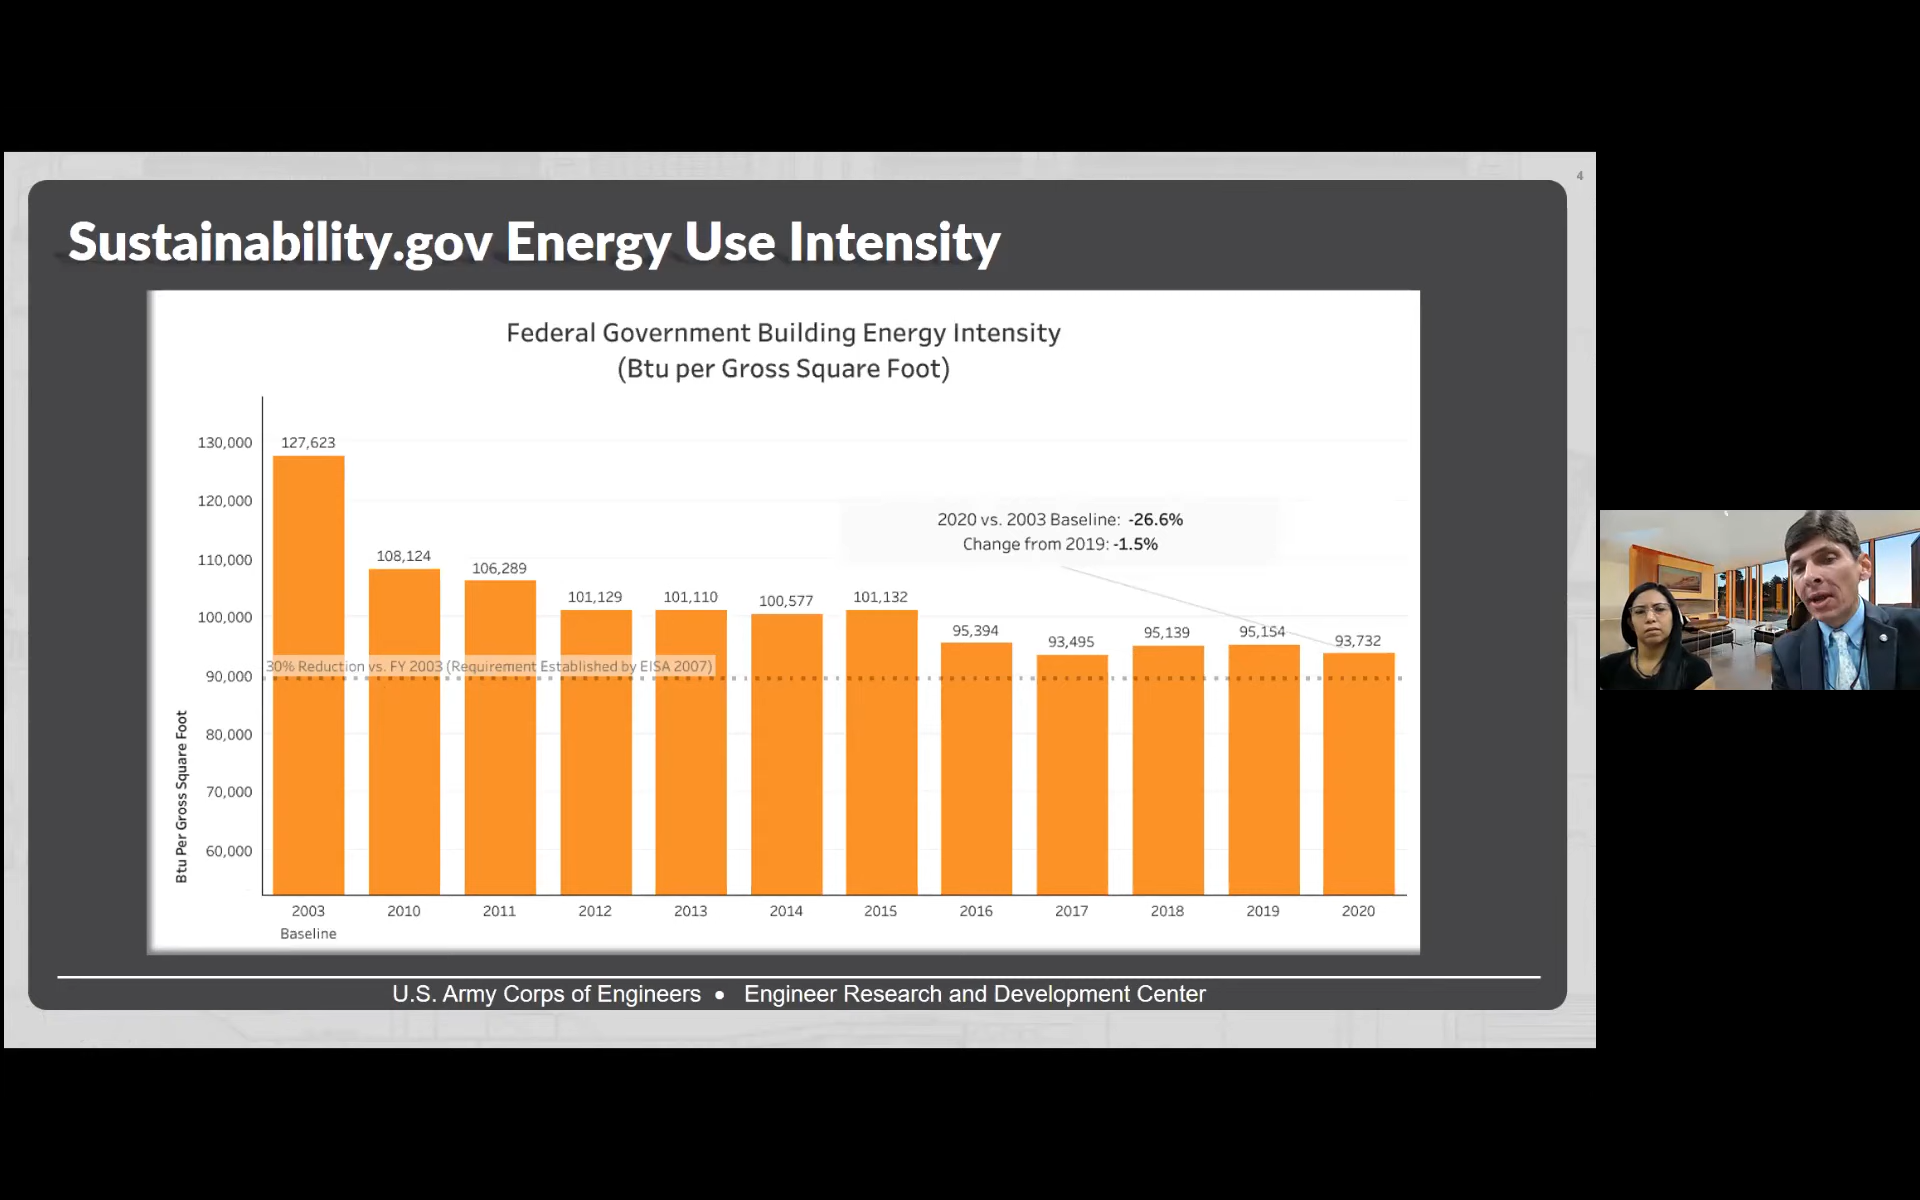 4
Sustainability.gov Energy Use Intensity
Federal Government Building Energy Intensity
(Btu per Gross Square Foot)
130,000
120,000
110,000
100,000
90,000
80,000
70,000
60,000
Btu Per Gross Square Foot
127,623
108,124
106,289
101,129
101,110
100,577
101,132
95,394
93,495
95,139
95,154
93,732
2020 vs. 2003 Baseline: -26.6%
Change from 2019: -1.5%
30% Reduction vs. FY 2003 (Requirement Established by EISA 2007)
2003 2010 2011 2012 2013 2014 2015 2016 2017 2018 2019 2020
Baseline
U.S. Army Corps of Engineers • Engineer Research and Development Center